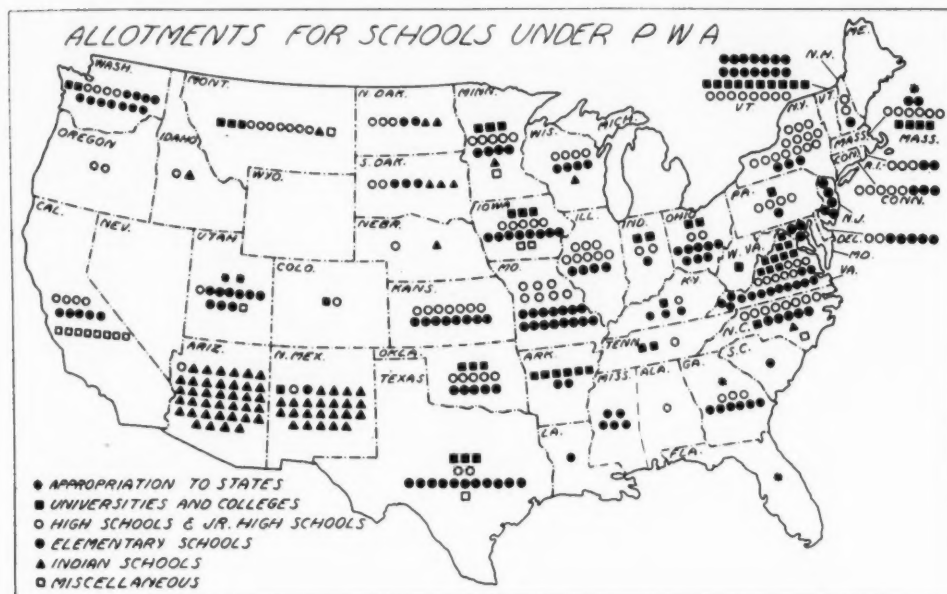 ALLOTMENTS FOR SCHOOLS UNDER P W A
WASH.
MONT.
N. DAK.
MINN.
ME.
N.H.
VT.
N.Y.
VT.
MASS.
OREGON
IDAHO
S. DAK.
WIS.
MICH.
MASS.
CON.
R.I.
WYO.
CONN.
CAL.
NEV.
UTAH
COLO.
NEBR.
IOWA
ILL.
IND.
OHIO
PA.
N.J.
DEL.
MD.
W. VA.
VA.
KANS.
MO.
KY.
ARIZ.
N. MEX.
OKLA.
TEXAS
ARK.
TENN.
N.C.
S.C.
MISS.
ALA.
GA.
LA.
FLA.
APPROPRIATION TO STATES
UNIVERSITIES AND COLLEGES
HIGH SCHOOLS & JR. HIGH SCHOOLS
ELEMENTARY SCHOOLS
INDIAN SCHOOLS
MISCELLANEOUS